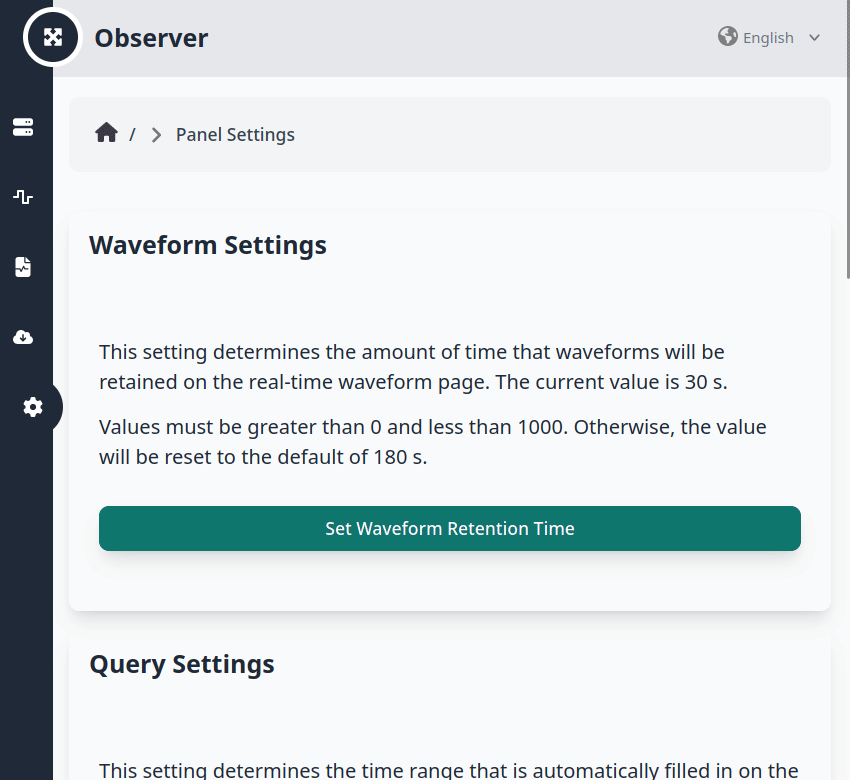 Observer
English
/ Panel Settings
Waveform Settings
This setting determines the amount of time that waveforms will be
retained on the real-time waveform page. The current value is 30 s.
Values must be greater than 0 and less than 1000. Otherwise, the value
will be reset to the default of 180 s.
Set Waveform Retention Time
Query Settings
This setting determines the time range that is automatically filled in on the